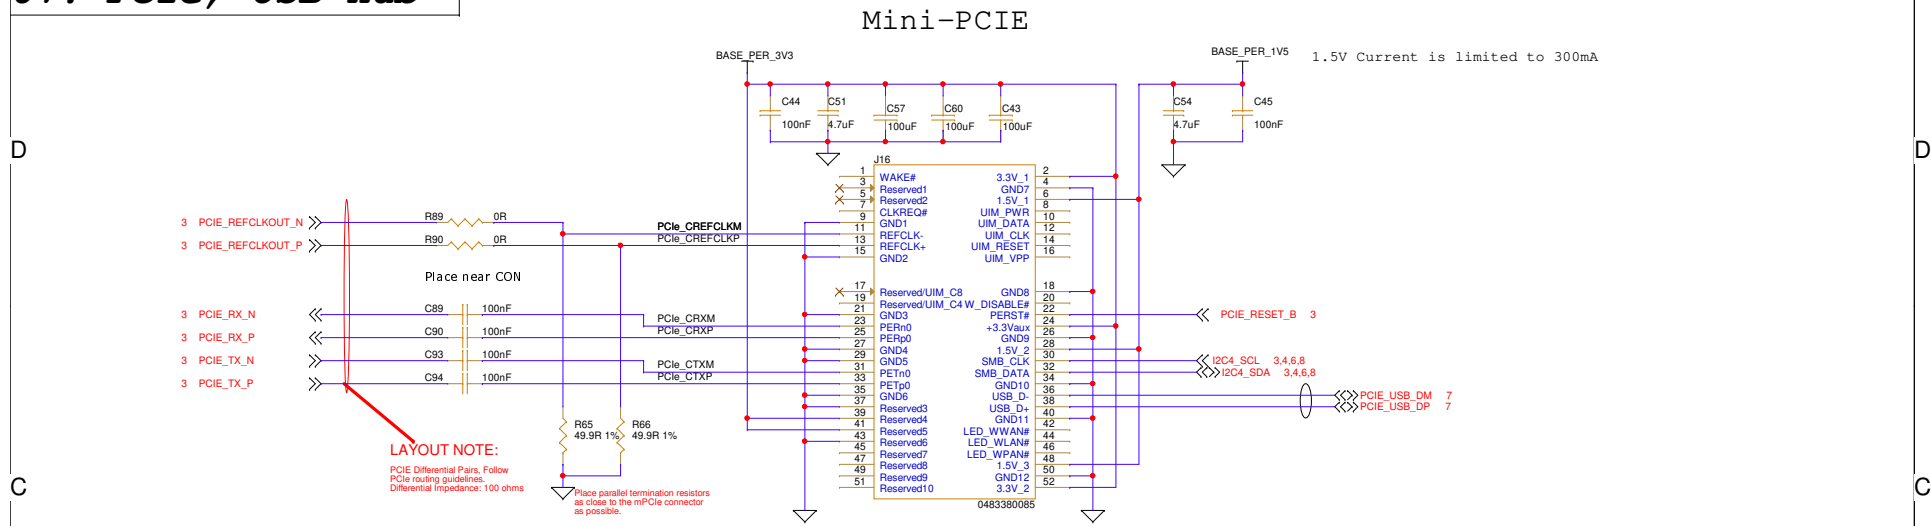 Mini-PCIE
BASE_PER_3V3
BASE_PER_1V5
1.5V Current is limited to 300mA
C44
100nF
C51
4.7uF
C57
100uF
C60
100uF
C43
100uF
C54
4.7uF
C45
100nF
D
D
J16
1 WAKE# 3.3V_1 2
3 Reserved1 GND7 4
5 Reserved2 1.5V_1 6
7 CLKREQ# UIM_PWR 8
9 GND1 UIM_DATA 10
11 REFCLK- UIM_CLK 12
13 REFCLK+ UIM_RESET 14
15 GND2 UIM_VPP 16
17 Reserved/UIM_C8 GND8 18
19 Reserved/UIM_C4 W_DISABLE# 20
21 GND3 PERST# 22
23 PERn0 +3.3Vaux 24
25 PERp0 GND9 26
27 GND4 1.5V_2 28
29 GND5 SMB_CLK 30
31 PETn0 SMB_DATA 32
33 PETp0 GND10 34
35 GND6 USB_D- 36
37 Reserved3 USB_D+ 38
39 Reserved4 GND11 40
41 Reserved5 LED_WWAN# 42
43 Reserved6 LED_WLAN# 44
45 Reserved7 LED_WPAN# 46
47 Reserved8 1.5V_3 48
49 Reserved9 GND12 50
51 Reserved10 3.3V_2 52
0483380085
3 PCIE_REFCLKOUT_N R89 0R PCIe_CREFCLKM
3 PCIE_REFCLKOUT_P R90 0R PCIe_CREFCLKP
Place near CON
3 PCIE_RX_N C89 100nF PCIe_CRXM
3 PCIE_RX_P C90 100nF PCIe_CRXP
3 PCIE_TX_N C93 100nF PCIe_CTXM
3 PCIE_TX_P C94 100nF PCIe_CTXP
PCIE_RESET_B 3
I2C4_SCL 3,4,6,8
I2C4_SDA 3,4,6,8
PCIE_USB_DM 7
PCIE_USB_DP 7
R65
49.9R 1%
R66
49.9R 1%
LAYOUT NOTE:
PCIE Differential Pairs, Follow
PCIe routing guidelines.
Differential Impedance: 100 ohms
Place parallel termination resistors
as close to the mPCIe connector
as possible.
C
C